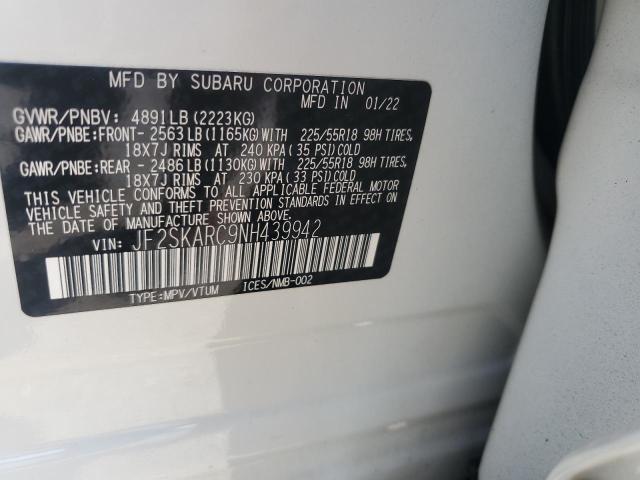 MFD BY SUBARU CORPORATION
MFD IN 01/22
GVWR/PNBV: 4891LB(2223KG)
GAWR/PNBE:FRONT- 2563LB(1165KG)WITH 225/55R18 98H TIRES,
18X7J RIMS AT 240 KPA(35 PSI)COLD
GAWR/PNBE:REAR - 2486LB(1130KG)WITH 225/55R18 98H TIRES,
18X7J RIMS AT 230 KPA(33 PSI)COLD
THIS VEHICLE CONFORMS TO ALL APPLICABLE FEDERAL MOTOR
VEHICLE SAFETY AND THEFT PREVENTION STANDARDS IN EFFECT ON
THE DATE OF MANUFACTURE SHOWN ABOVE.
VIN: JF2SKARC9NH439942
TYPE:MPV/VTUM ICES/NMB-002